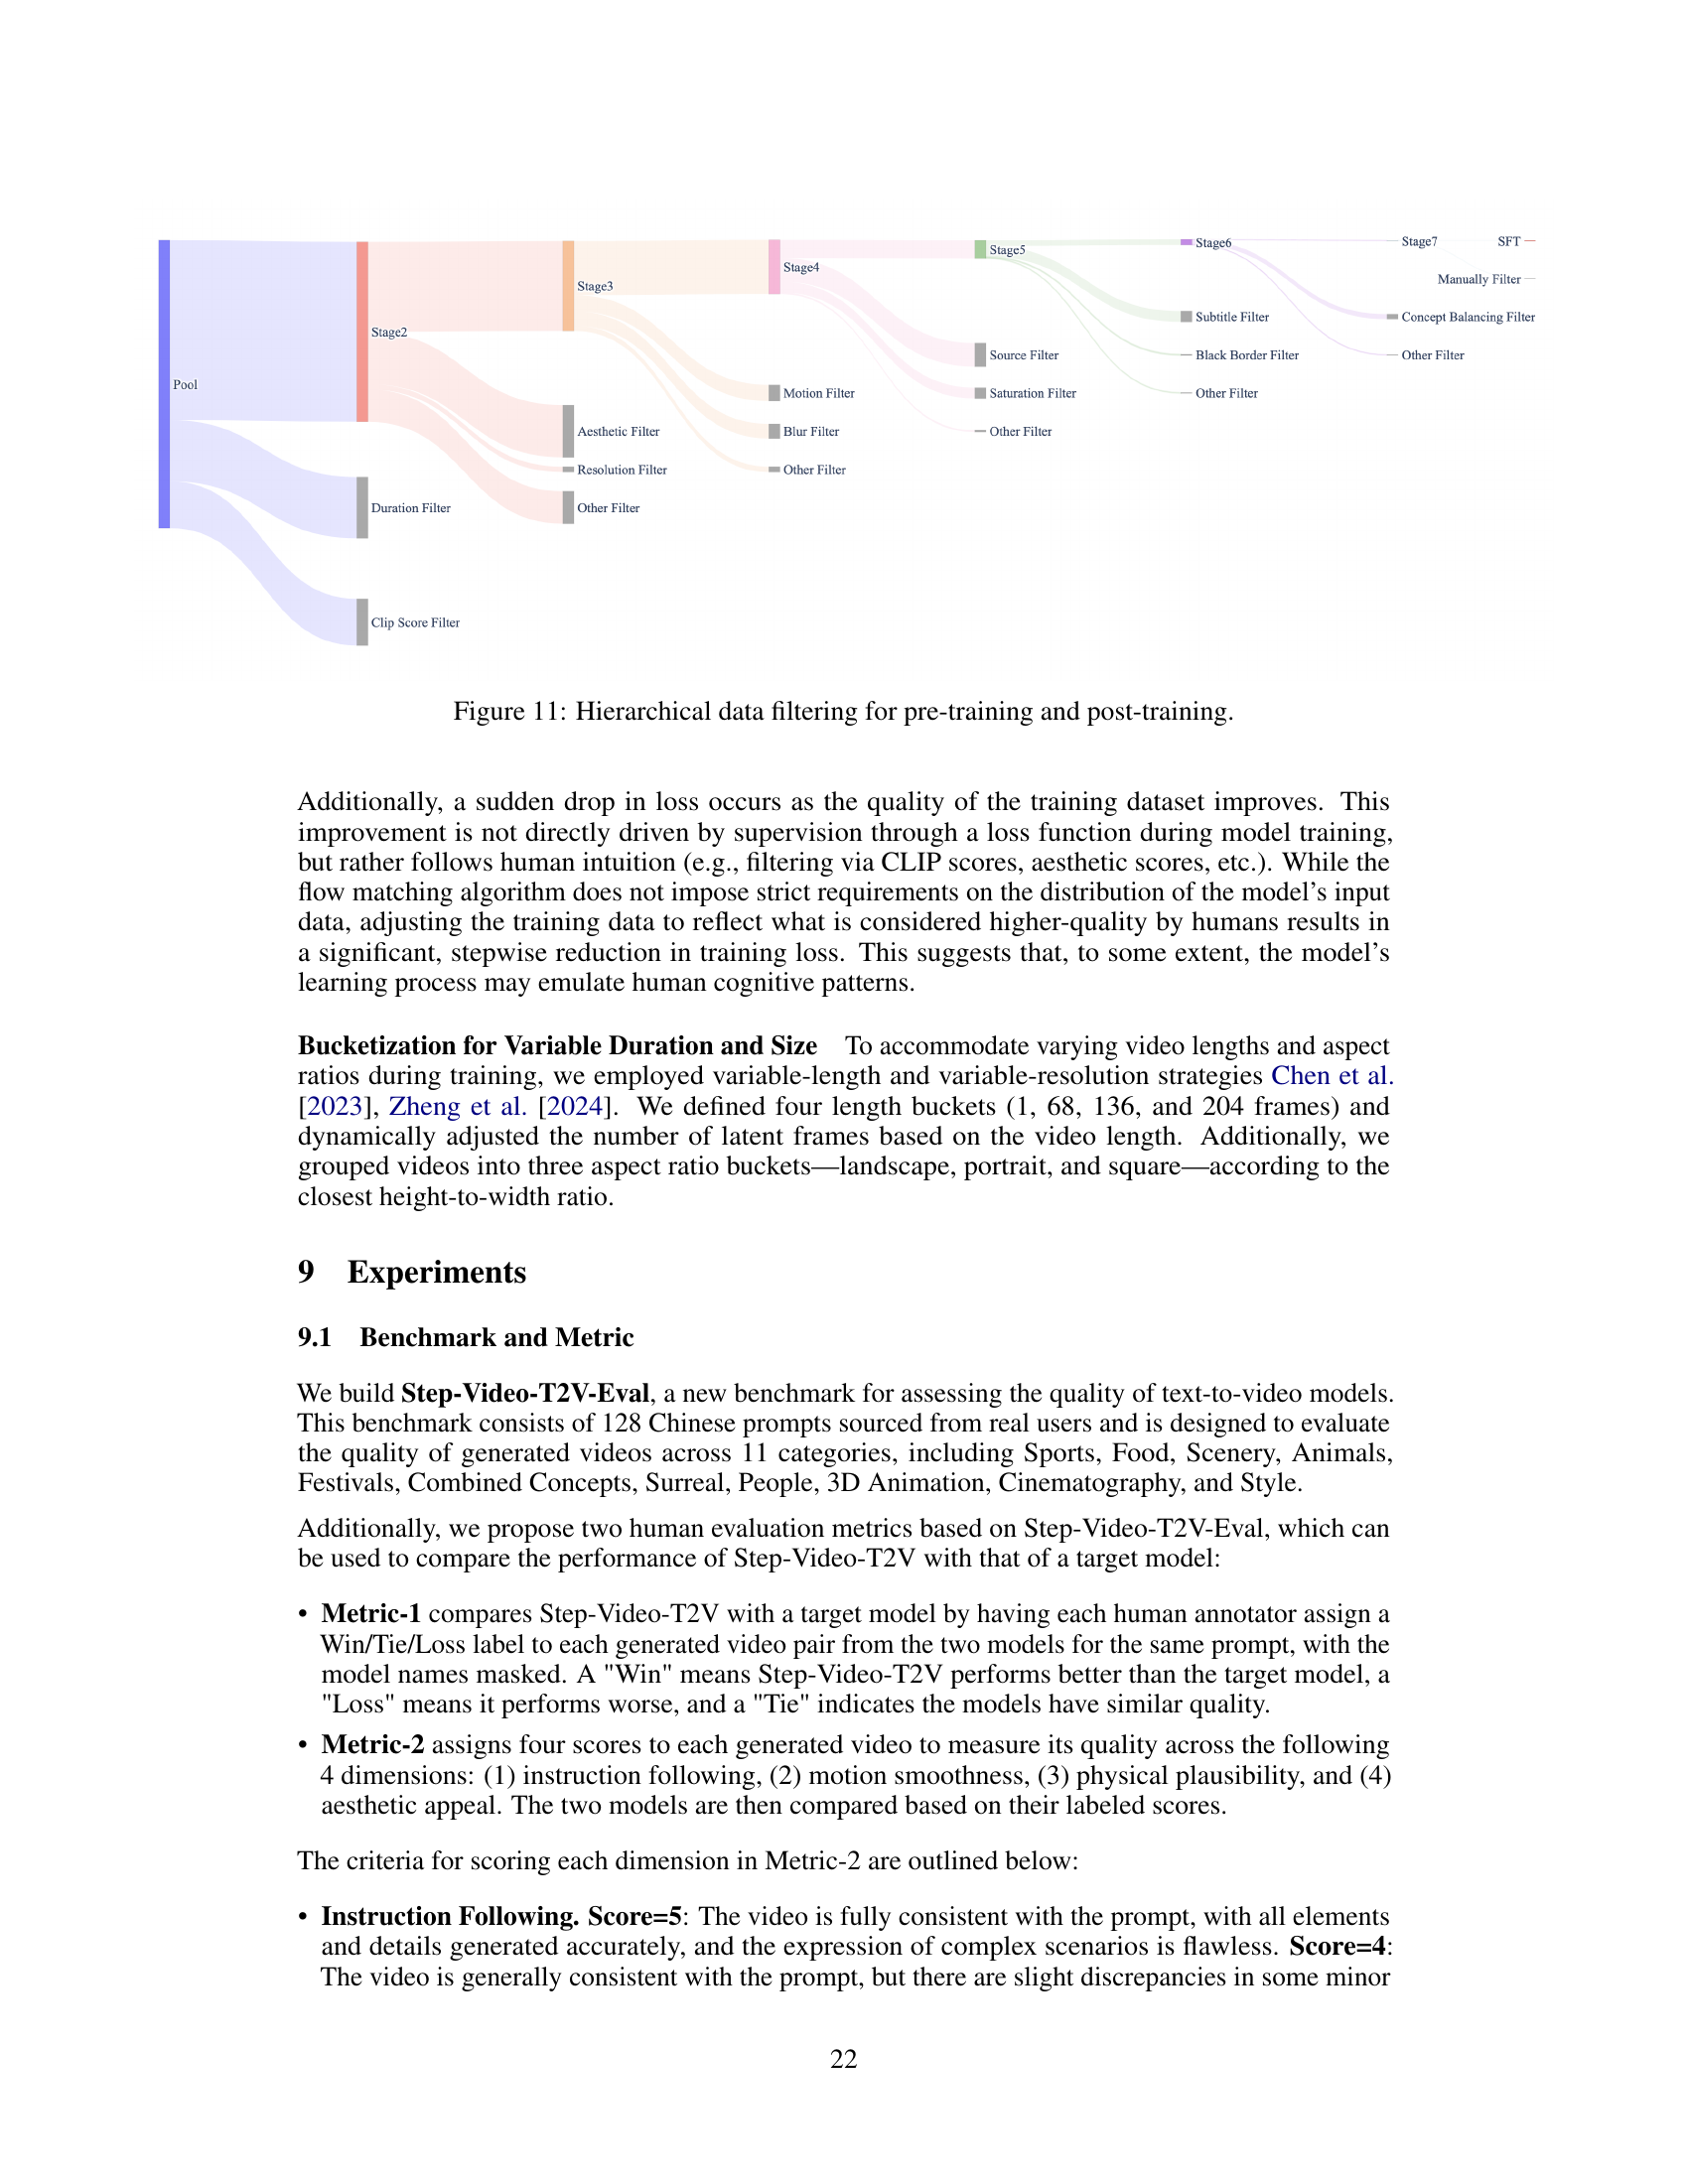 Pool
Duration Filter
Clip Score Filter
Stage2
Aesthetic Filter
Resolution Filter
Other Filter
Stage3
Motion Filter
Blur Filter
Other Filter
Stage4
Source Filter
Saturation Filter
Other Filter
Stage5
Subtitle Filter
Black Border Filter
Other Filter
Stage6
Concept Balancing Filter
Other Filter
Stage7
SFT
Manually Filter
Figure 11: Hierarchical data filtering for pre-training and post-training.
Additionally, a sudden drop in loss occurs as the quality of the training dataset improves. This
improvement is not directly driven by supervision through a loss function during model training,
but rather follows human intuition (e.g., filtering via CLIP scores, aesthetic scores, etc.). While the
flow matching algorithm does not impose strict requirements on the distribution of the model's input
data, adjusting the training data to reflect what is considered higher-quality by humans results in
a significant, stepwise reduction in training loss. This suggests that, to some extent, the model's
learning process may emulate human cognitive patterns.
Bucketization for Variable Duration and Size To accommodate varying video lengths and aspect
ratios during training, we employed variable-length and variable-resolution strategies Chen et al.
[2023], Zheng et al. [2024]. We defined four length buckets (1, 68, 136, and 204 frames) and
dynamically adjusted the number of latent frames based on the video length. Additionally, we
grouped videos into three aspect ratio buckets—landscape, portrait, and square—according to the
closest height-to-width ratio.
9 Experiments
9.1 Benchmark and Metric
We build Step-Video-T2V-Eval, a new benchmark for assessing the quality of text-to-video models.
This benchmark consists of 128 Chinese prompts sourced from real users and is designed to evaluate
the quality of generated videos across 11 categories, including Sports, Food, Scenery, Animals,
Festivals, Combined Concepts, Surreal, People, 3D Animation, Cinematography, and Style.
Additionally, we propose two human evaluation metrics based on Step-Video-T2V-Eval, which can
be used to compare the performance of Step-Video-T2V with that of a target model:
• Metric-1 compares Step-Video-T2V with a target model by having each human annotator assign a
Win/Tie/Loss label to each generated video pair from the two models for the same prompt, with the
model names masked. A "Win" means Step-Video-T2V performs better than the target model, a
"Loss" means it performs worse, and a "Tie" indicates the models have similar quality.
• Metric-2 assigns four scores to each generated video to measure its quality across the following
4 dimensions: (1) instruction following, (2) motion smoothness, (3) physical plausibility, and (4)
aesthetic appeal. The two models are then compared based on their labeled scores.
The criteria for scoring each dimension in Metric-2 are outlined below:
• Instruction Following. Score=5: The video is fully consistent with the prompt, with all elements
and details generated accurately, and the expression of complex scenarios is flawless. Score=4:
The video is generally consistent with the prompt, but there are slight discrepancies in some minor
22